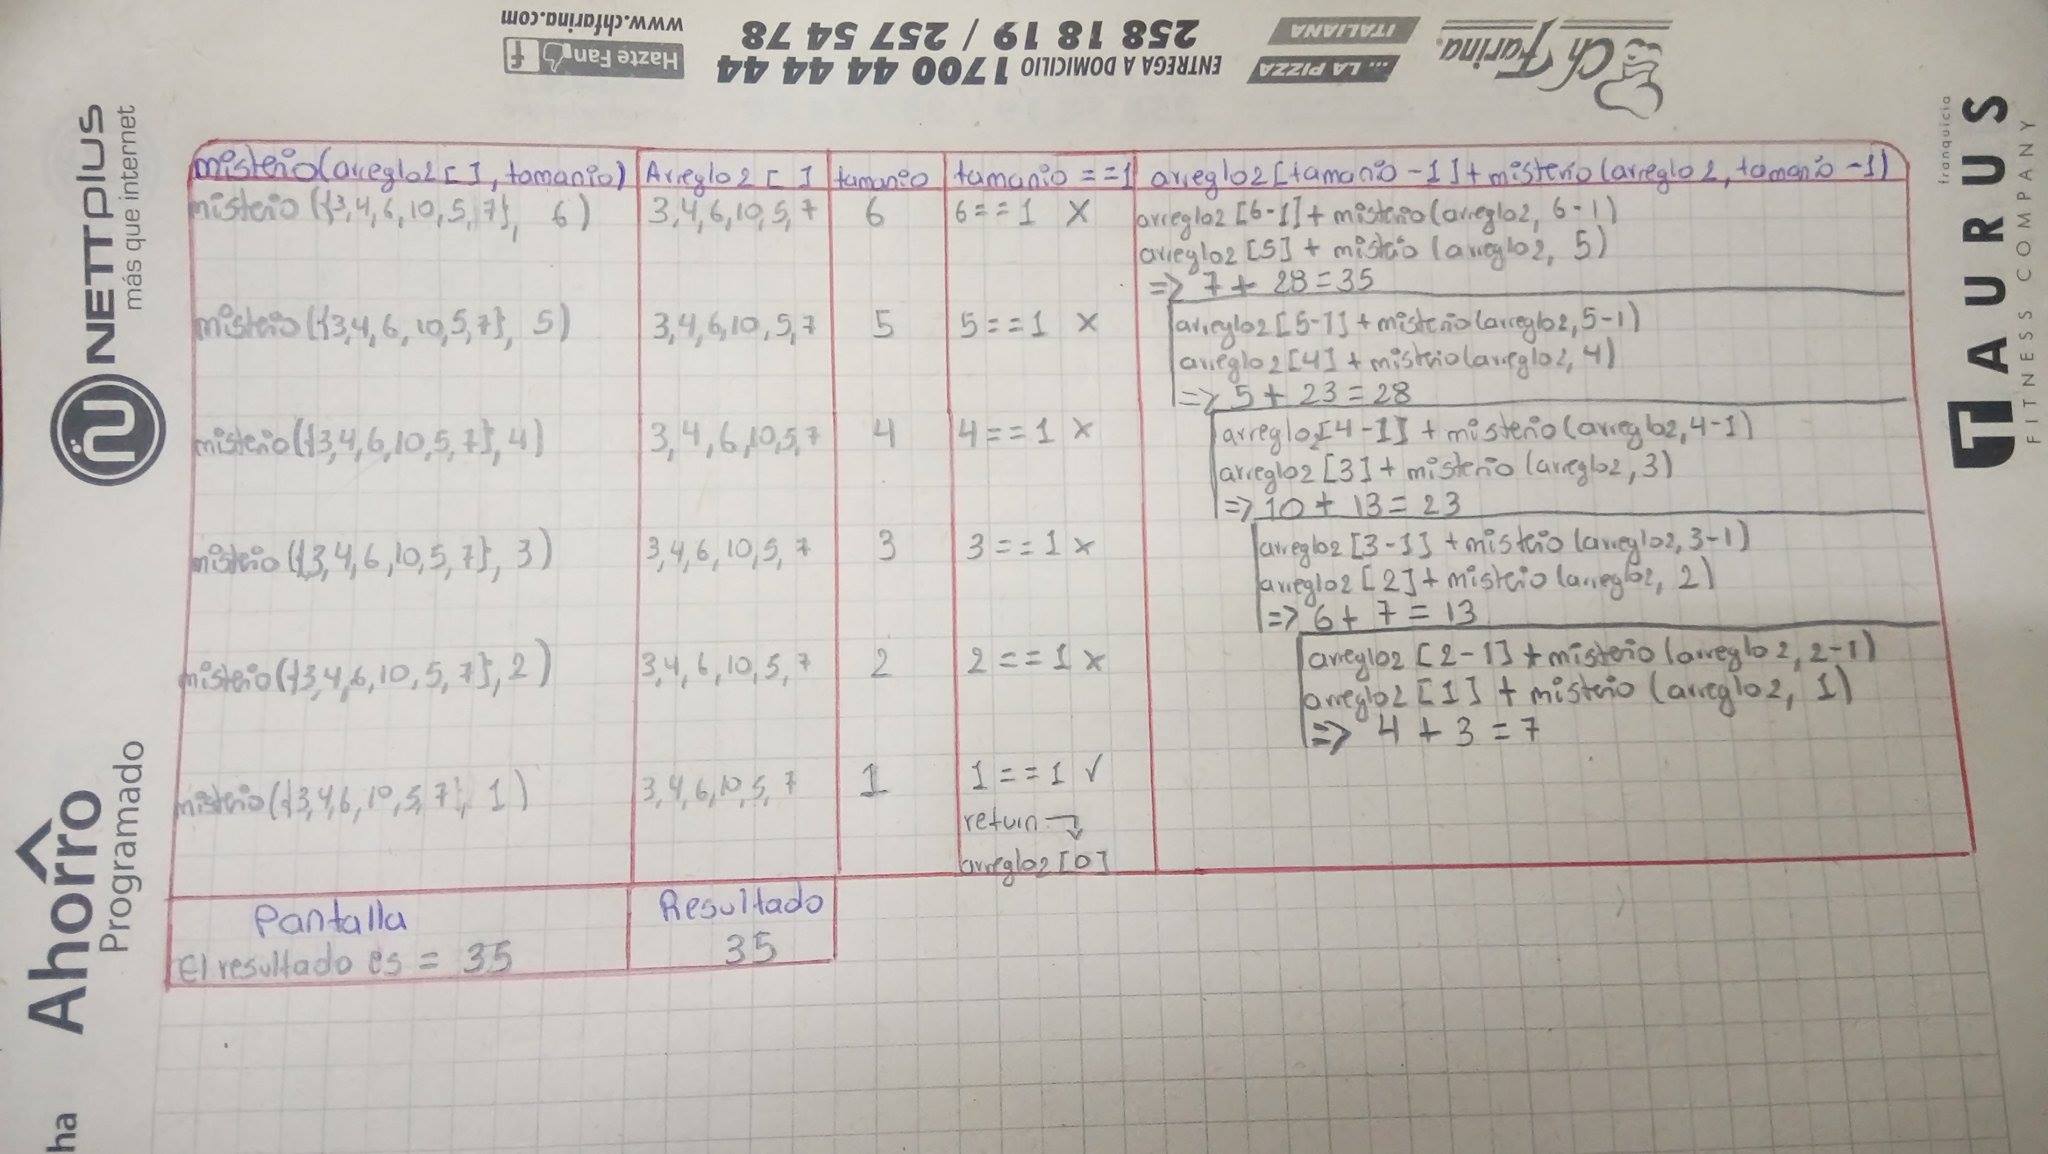 Ch Farina.
... LA PIZZA
ITALIANA
ENTREGA A DOMICILIO 1700 44 44 44
258 18 19 / 257 54 78
Hazte Fan f
www.chfarina.com
NETTPLUS
más que internet
Ahorro
Programado
ha
franquicia
TAURUS
FITNESS COMPANY
misterio(arreglo2[], tamanio) Arreglo2[] tamanio tamanio==1 arreglo2[tamanio-1]+misterio(arreglo2, tamanio-1)
misterio({3,4,6,10,5,7}, 6) 3,4,6,10,5,7 6 6==1 X arreglo2[6-1]+misterio(arreglo2, 6-1)
arreglo2[5]+misterio(arreglo2, 5)
=> 7 + 28=35
misterio({3,4,6,10,5,7}, 5) 3,4,6,10,5,7 5 5==1 X arreglo2[5-1]+misterio(arreglo2,5-1)
arreglo2[4]+misterio(arreglo2, 4)
=> 5 + 23=28
misterio({3,4,6,10,5,7},4) 3,4,6,10,5,7 4 4==1 X arreglo2[4-1]+misterio(arreglo2,4-1)
arreglo2[3]+misterio(arreglo2,3)
=> 10 + 13=23
misterio({3,4,6,10,5,7}, 3) 3,4,6,10,5,7 3 3==1 X arreglo2[3-1]+misterio(arreglo2,3-1)
arreglo2[2]+misterio(arreglo2, 2)
=> 6+ 7=13
misterio({3,4,6,10,5,7},2) 3,4,6,10,5,7 2 2==1 X arreglo2[2-1]+misterio(arreglo2,2-1)
arreglo2[1]+misterio(arreglo2, 1)
=> 4 + 3=7
misterio({3,4,6,10,5,7}, 1) 3,4,6,10,5,7 1 1==1 ✓
return
arreglo2[0]
Pantalla Resultado
El resultado es = 35 35